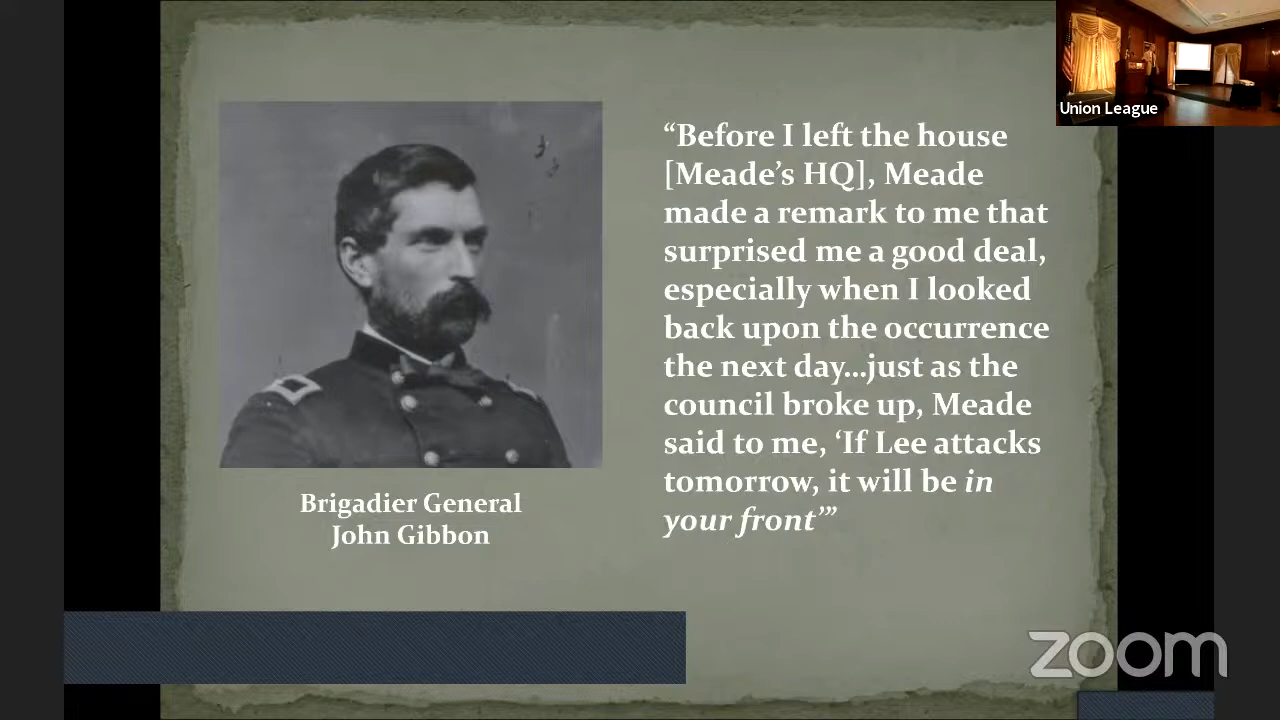 Union League
“Before I left the house
[Meade’s HQ], Meade
made a remark to me that
surprised me a good deal,
especially when I looked
back upon the occurrence
the next day…just as the
council broke up, Meade
said to me, ‘If Lee attacks
tomorrow, it will be in
your front’”
Brigadier General
John Gibbon
zoom